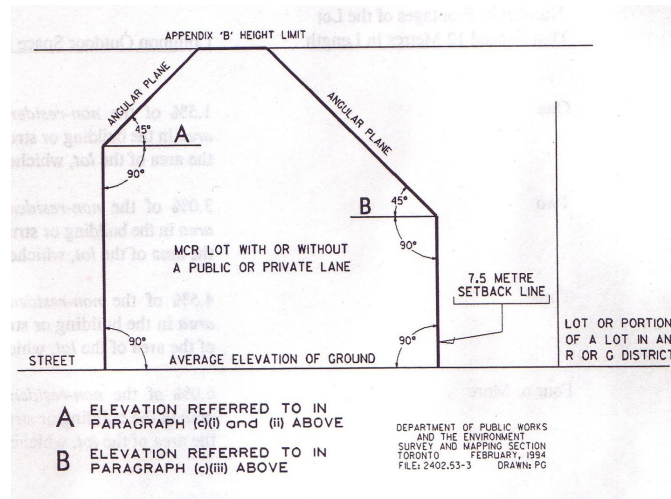 APPENDIX 'B' HEIGHT LIMIT
ANGULAR PLANE
ANGULAR PLANE
45°
A
90°
45°
B
90°
MCR LOT WITH OR WITHOUT
A PUBLIC OR PRIVATE LANE
7.5 METRE
SETBACK LINE
LOT OR PORTION
OF A LOT IN AN
R OR G DISTRICT
90°
90°
STREET
AVERAGE ELEVATION OF GROUND
A ELEVATION REFERRED TO IN
PARAGRAPH (c)(i) and (ii) ABOVE
B ELEVATION REFERRED TO IN
PARAGRAPH (c)(iii) ABOVE
DEPARTMENT OF PUBLIC WORKS
AND THE ENVIRONMENT
SURVEY AND MAPPING SECTION
TORONTO FEBRUARY, 1994
FILE: 2402.53-3 DRAWN: PG